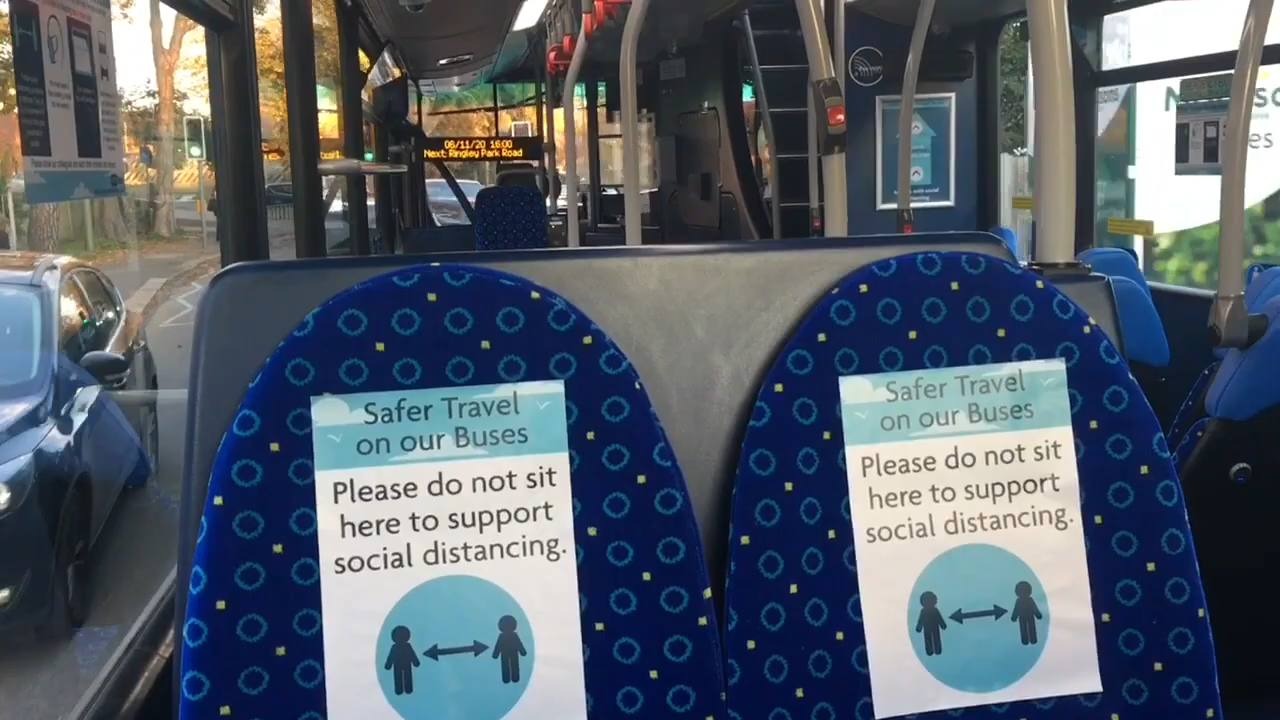 06/11/20 16:00
Next: Ringley Park Road
Safer Travel
on our Buses
Please do not sit
here to support
social distancing.
Safer Travel
on our Buses
Please do not sit
here to support
social distancing.